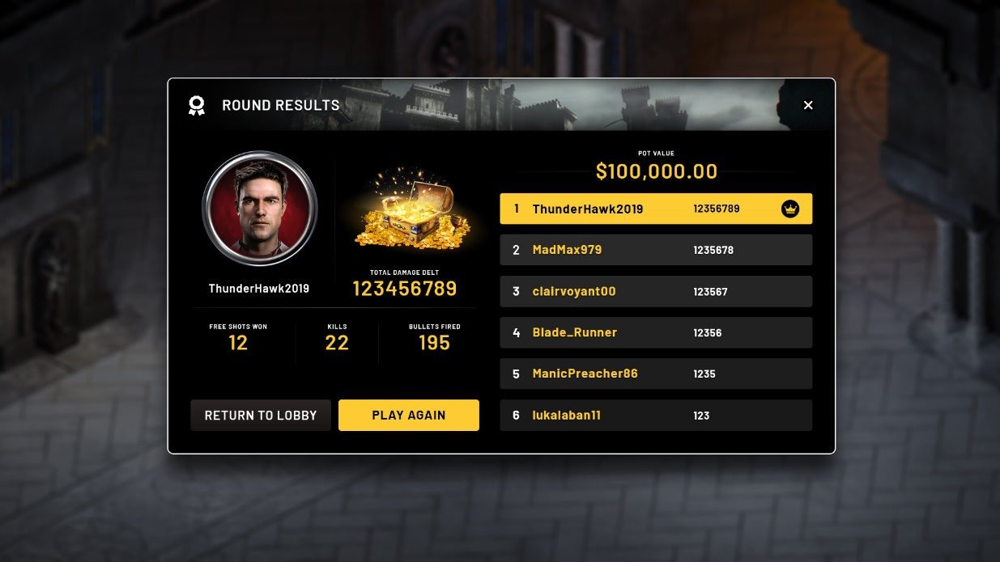 ROUND RESULTS
ThunderHawk2019
TOTAL DAMAGE DELT
123456789
FREE SHOTS WON
12
KILLS
22
BULLETS FIRED
195
RETURN TO LOBBY
PLAY AGAIN
POT VALUE
$100,000.00
1 ThunderHawk2019 12356789
2 MadMax979 1235678
3 clairvoyant00 123567
4 Blade_Runner 12356
5 ManicPreacher86 1235
6 lukalaban11 123